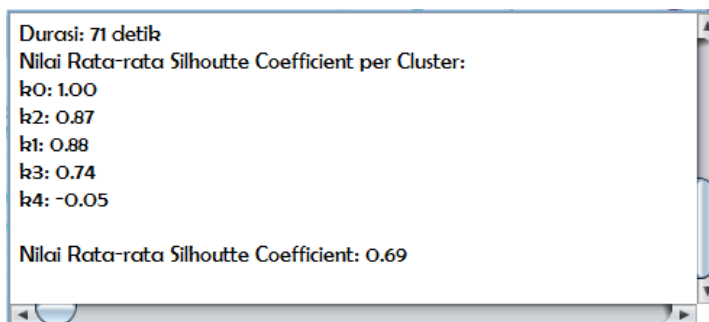 Durasi: 71 detik
Nilai Rata-rata Silhoutte Coefficient per Cluster:
k0: 1.00
k2: 0.87
k1: 0.88
k3: 0.74
k4: -0.05
Nilai Rata-rata Silhoutte Coefficient: 0.69